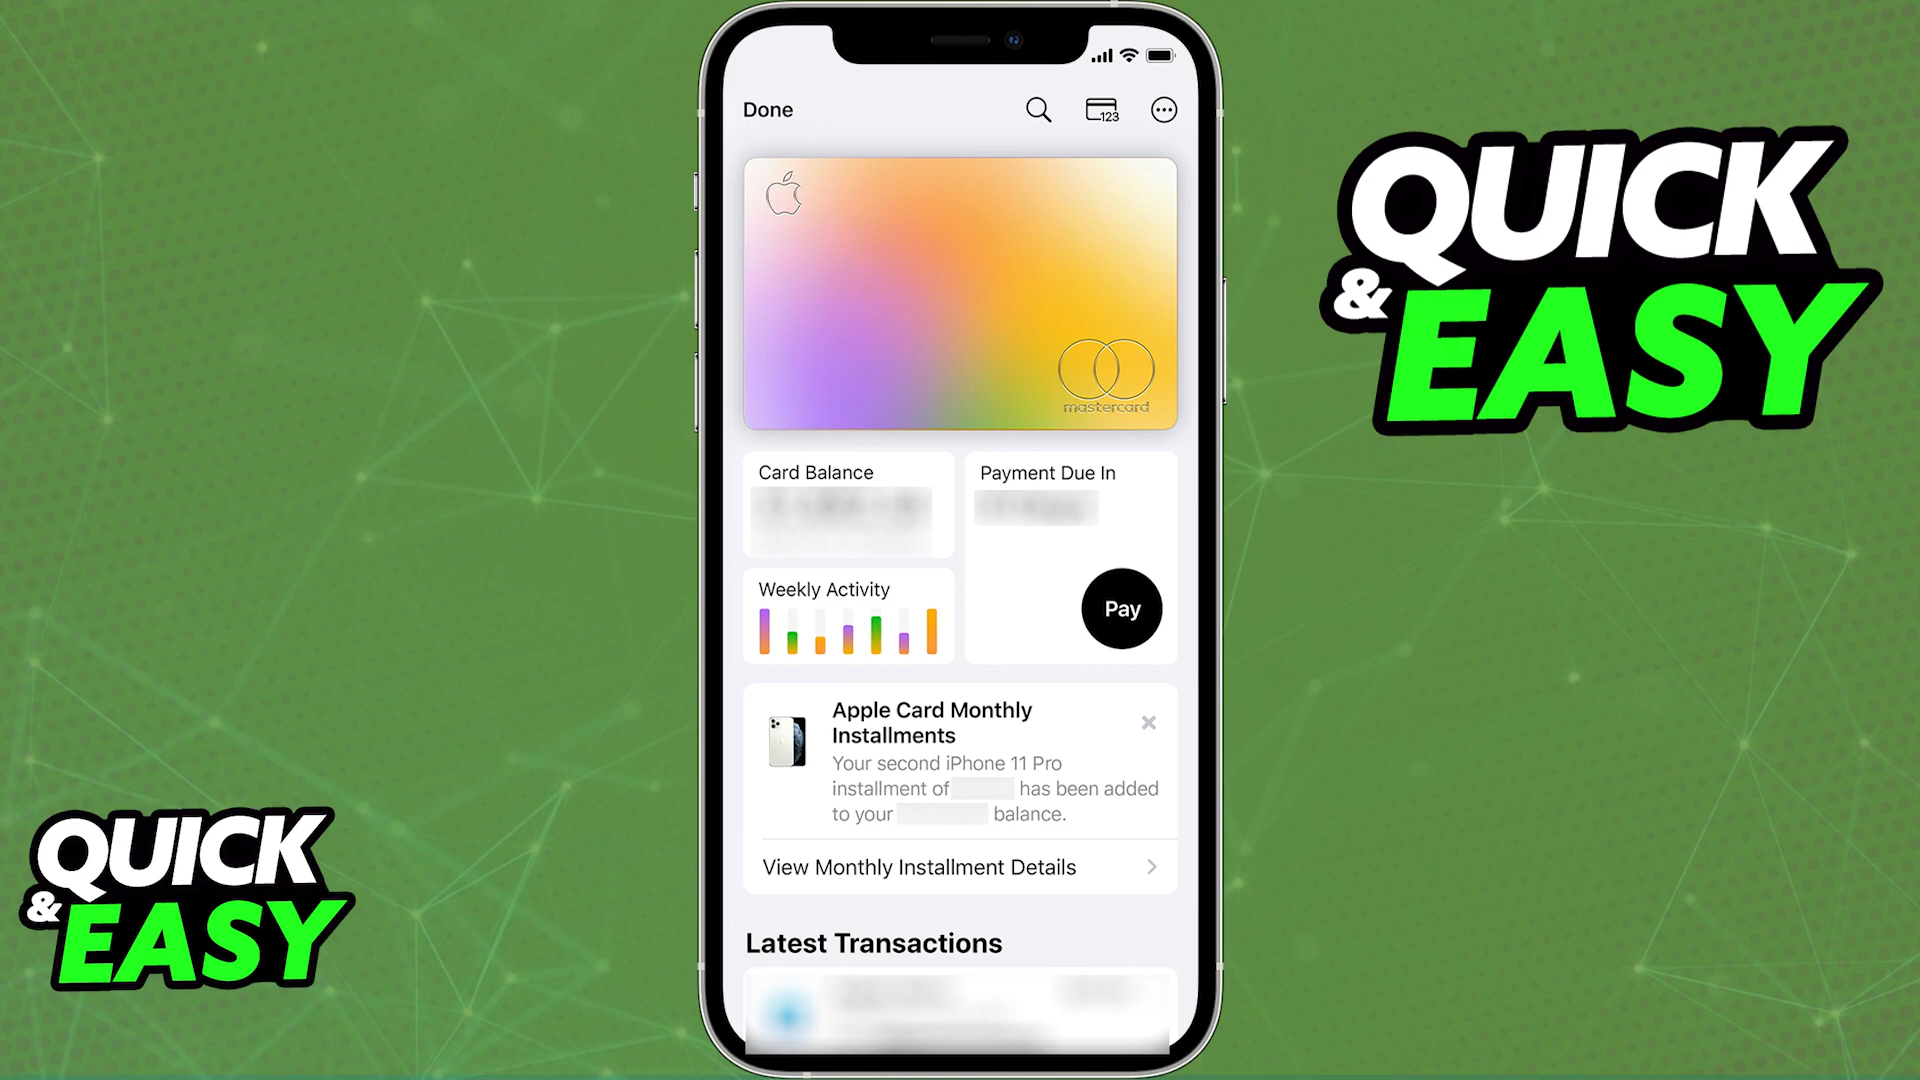 Done
123
mastercard
Card Balance
Payment Due In
Weekly Activity
Pay
Apple Card Monthly
Installments
Your second iPhone 11 Pro
installment of has been added
to your balance.
View Monthly Installment Details
Latest Transactions
QUICK
& EASY
QUICK
& EASY